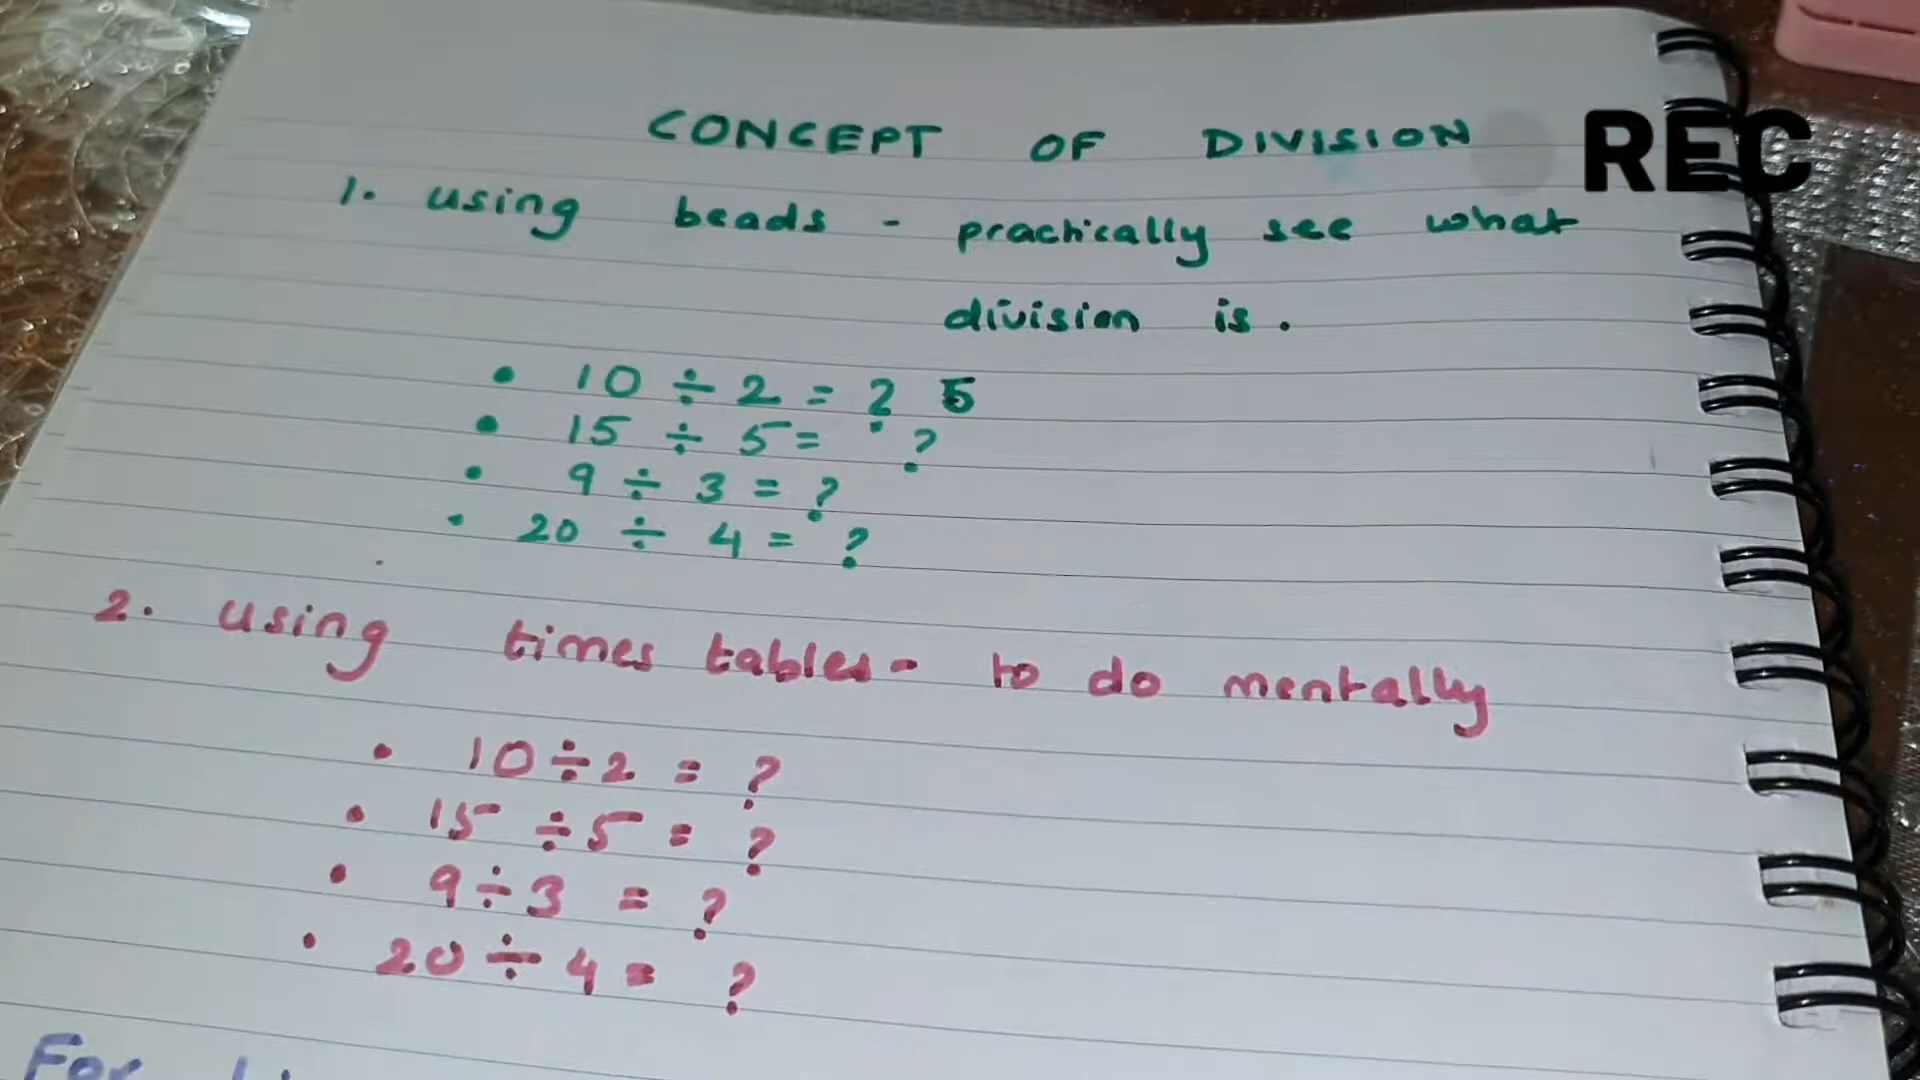 CONCEPT OF DIVISION
REC
1. using beads - practically see what
division is.
• 10 ÷ 2 = ? 5
• 15 ÷ 5 = ?
• 9 ÷ 3 = ?
• 20 ÷ 4 = ?
2. using times tables - to do mentally
• 10 ÷ 2 = ?
• 15 ÷ 5 = ?
• 9 ÷ 3 = ?
• 20 ÷ 4 = ?
For